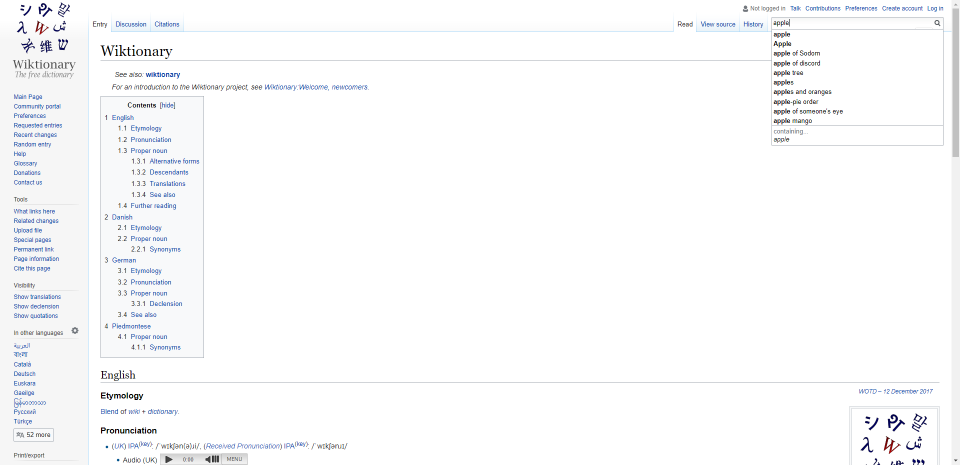 Not logged in Talk Contributions Preferences Create account Log in
Entry Discussion Citations Read View source History
apple
apple
Apple
apple of Sodom
apple of discord
apple tree
apples
apples and oranges
apple-pie order
apple of someone's eye
apple mango
containing...
apple
Wiktionary
The free dictionary
Main Page
Community portal
Preferences
Requested entries
Recent changes
Random entry
Help
Glossary
Donations
Contact us
Tools
What links here
Related changes
Upload file
Special pages
Permanent link
Page information
Cite this page
Visibility
Show translations
Show declension
Show quotations
In other languages
العربية
বাংলা
Català
Deutsch
Euskara
Gaeilge
မြန်မာဘာသာ
Русский
Türkçe
52 more
Print/export
Wiktionary
See also: wiktionary
For an introduction to the Wiktionary project, see Wiktionary:Welcome, newcomers.
Contents [hide]
1 English
1.1 Etymology
1.2 Pronunciation
1.3 Proper noun
1.3.1 Alternative forms
1.3.2 Descendants
1.3.3 Translations
1.3.4 See also
1.4 Further reading
2 Danish
2.1 Etymology
2.2 Proper noun
2.2.1 Synonyms
3 German
3.1 Etymology
3.2 Pronunciation
3.3 Proper noun
3.3.1 Declension
3.4 See also
4 Piedmontese
4.1 Proper noun
4.1.1 Synonyms
English
Etymology
WOTD – 12 December 2017
Blend of wiki + dictionary.
Pronunciation
(UK) IPA(key): /ˈwɪkʃən(ə)ɹi/, (Received Pronunciation) IPA(key): /ˈwɪkʃənɹɪ/
Audio (UK) 0:00 MENU